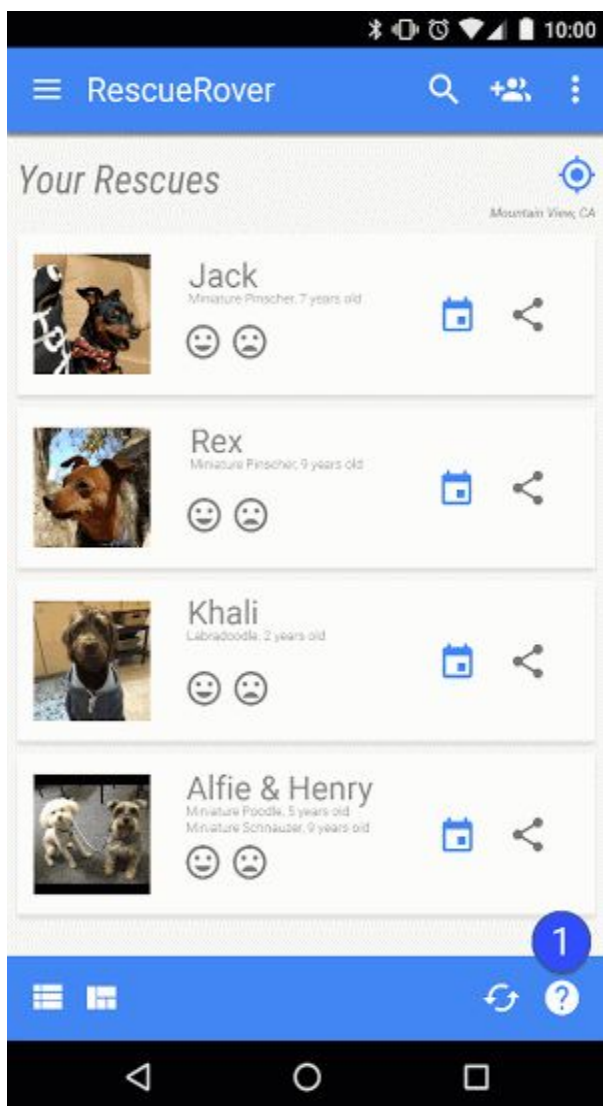 10:00
RescueRover
Your Rescues
Mountain View, CA
Jack
Miniature Pinscher, 7 years old
Rex
Miniature Pinscher, 9 years old
Khali
Labradoodle, 2 years old
Alfie & Henry
Miniature Poodle, 5 years old
Miniature Schnauzer, 9 years old
1
?